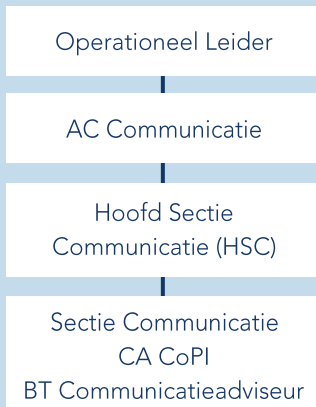 Operationeel Leider
AC Communicatie
Hoofd Sectie
Communicatie (HSC)
Sectie Communicatie
CA CoPI
BT Communicatieadviseur